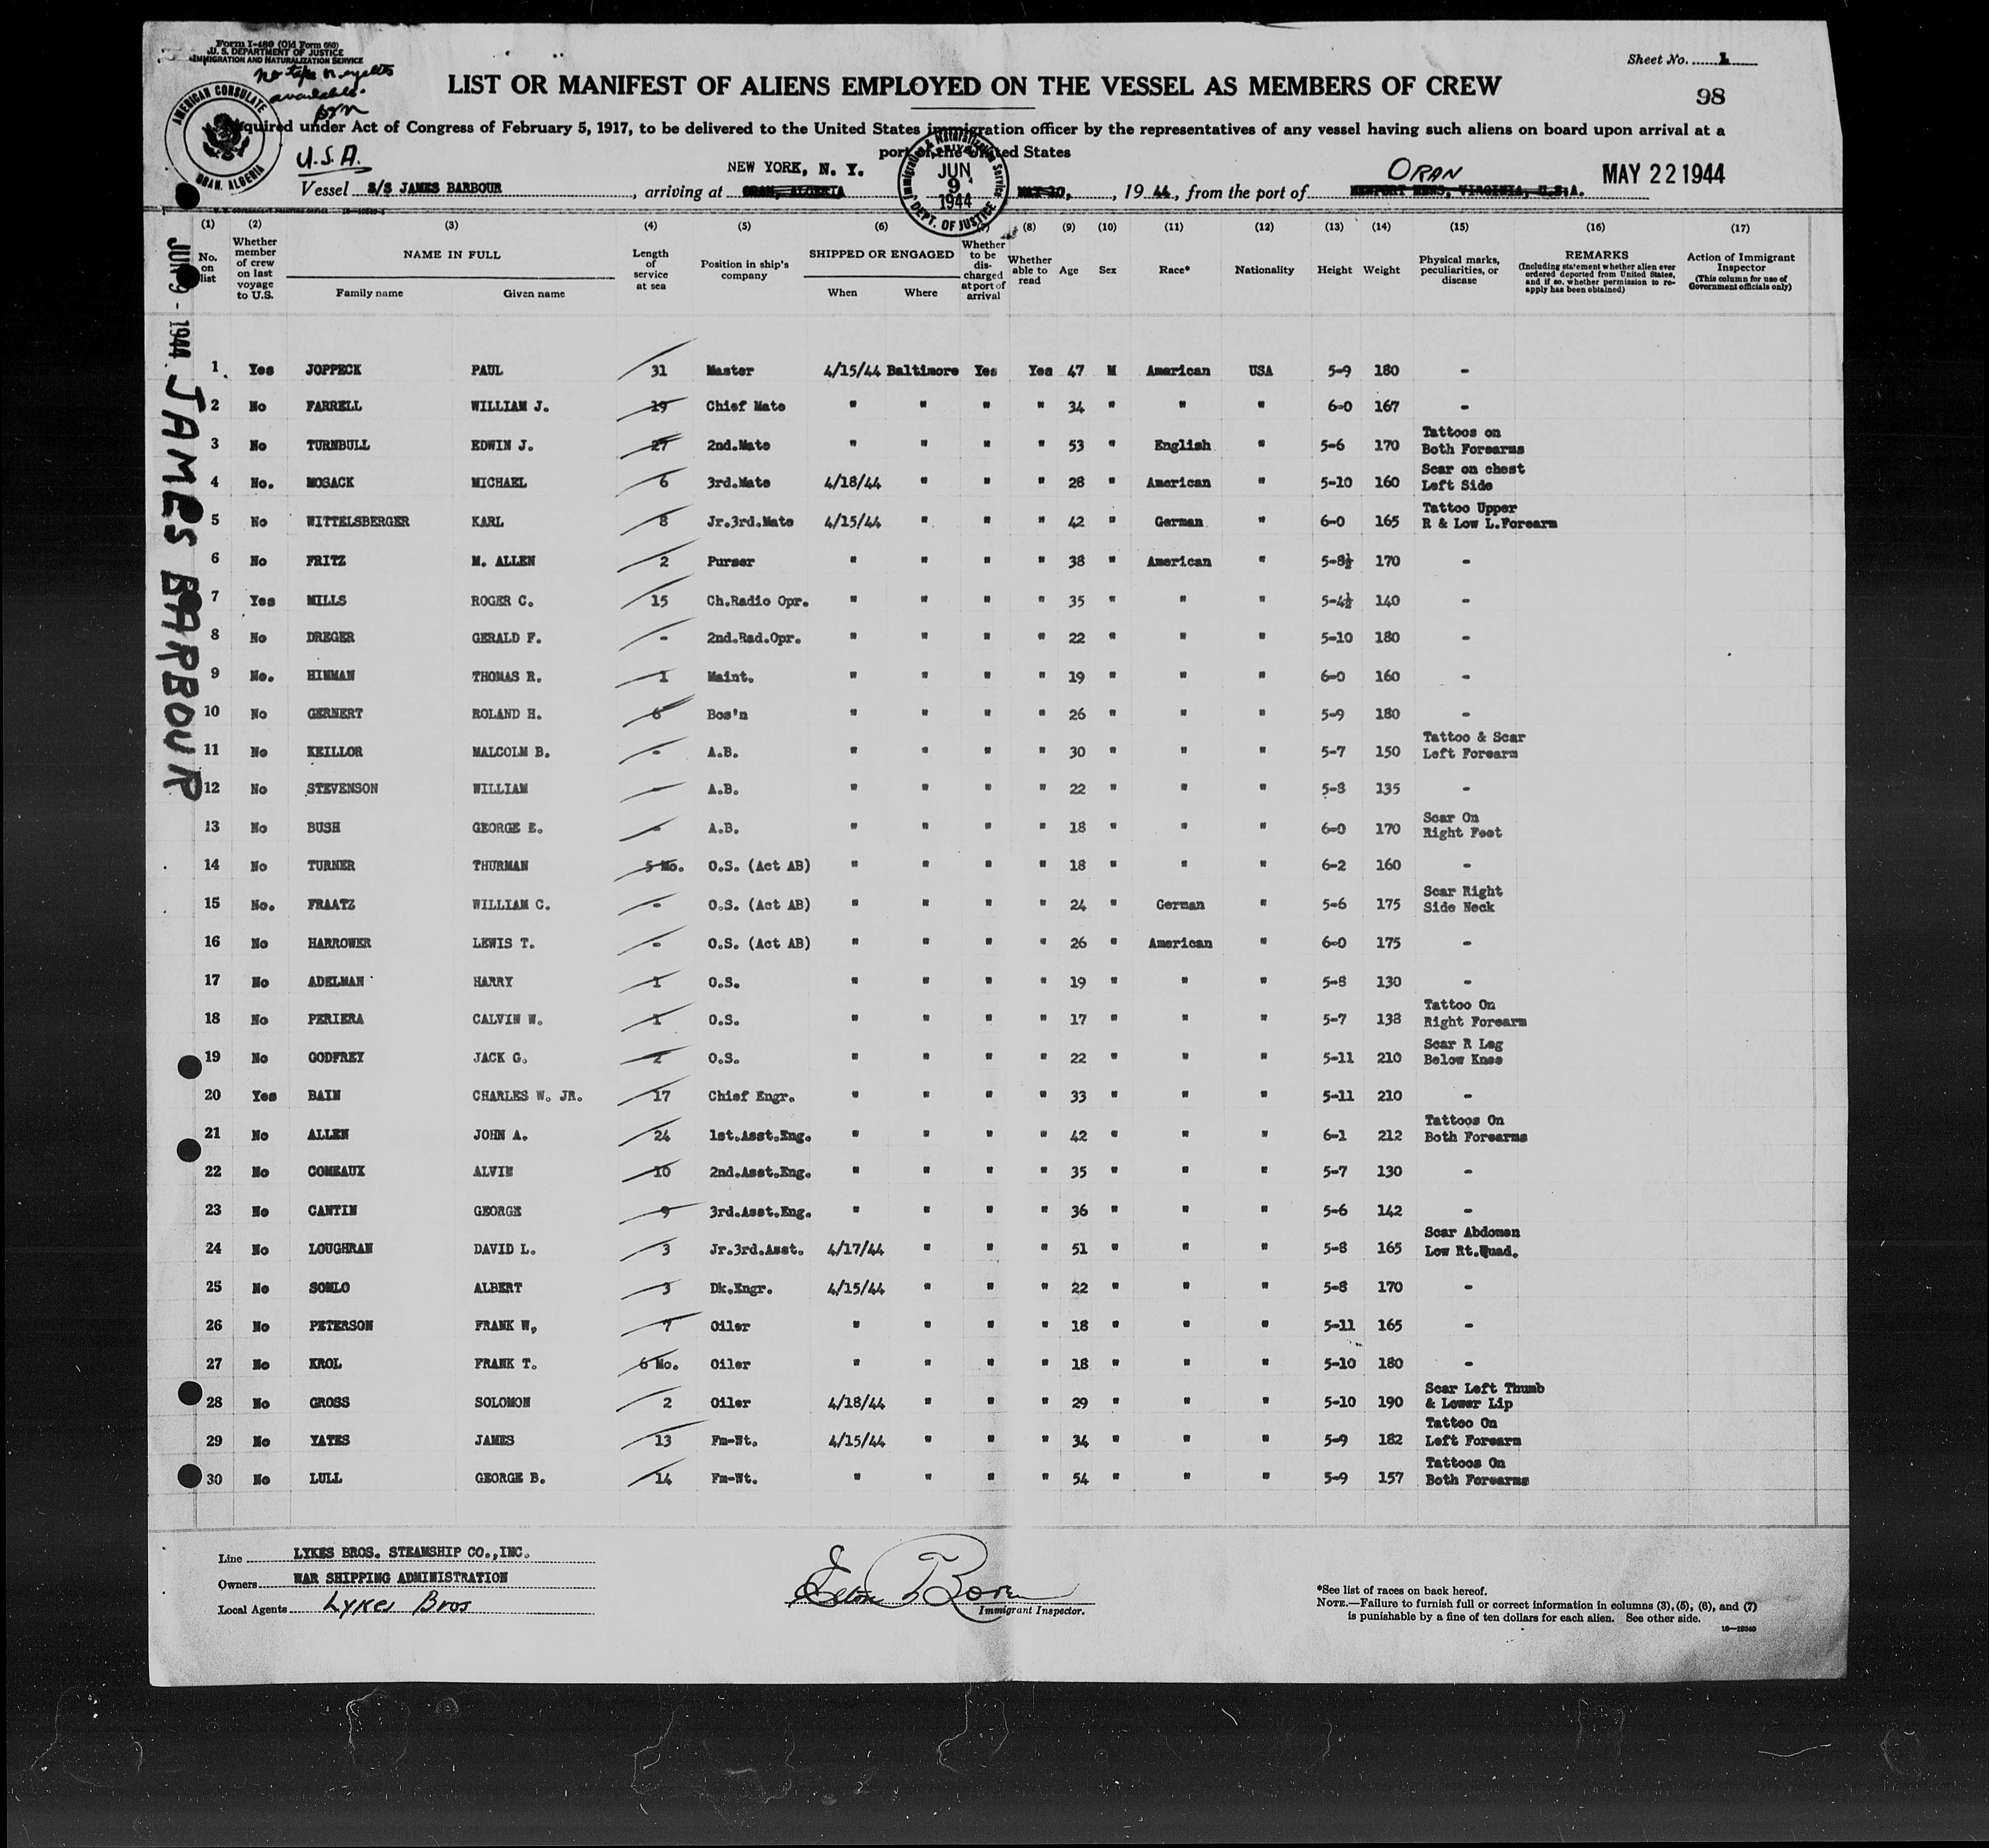 Form I-480 (Old Form 680)
U. S. DEPARTMENT OF JUSTICE
IMMIGRATION AND NATURALIZATION SERVICE
no tape or eyelets
available.
Sheet No. 1
LIST OR MANIFEST OF ALIENS EMPLOYED ON THE VESSEL AS MEMBERS OF CREW
98
AMERICAN CONSULATE
ORAN, ALGERIA
quired under Act of Congress of February 5, 1917, to be delivered to the United States immigration officer by the representatives of any vessel having such aliens on board upon arrival at a
port of the United States
U.S.A.
NEW YORK, N. Y.
Immigration & Naturalization Service
JUN 9 1944
DEPT. OF JUSTICE
ORAN
MAY 22 1944
Vessel S/S JAMES BARBOUR, arriving at ORAN, ALGERIA MAY 10, 1944, from the port of NEWPORT NEWS, VIRGINIA, U.S.A.
(1) (2) (3) (4) (5) (6) (7) (8) (9) (10) (11) (12) (13) (14) (15) (16) (17)
No. on list
Whether member of crew on last voyage to U.S.
NAME IN FULL
Family name Given name
Length of service at sea
Position in ship's company
SHIPPED OR ENGAGED
When Where
Whether to be discharged at port of arrival
Whether able to read
Age
Sex
Race*
Nationality
Height
Weight
Physical marks, peculiarities, or disease
REMARKS
(Including statement whether alien ever ordered deported from United States, and if so, whether permission to reapply has been obtained)
Action of Immigrant Inspector
(This column for use of Government officials only)
JUN 9 - 1944 JAMES BARBOUR
1 Yes JOPPECK PAUL 31 Master 4/15/44 Baltimore Yes Yes 47 M American USA 5-9 180 -
2 No FARRELL WILLIAM J. 19 Chief Mate " " " " 34 " " " 6-0 167 -
3 No TURNBULL EDWIN J. 27 2nd.Mate " " " " 53 " English " 5-6 170 Tattoos on Both Forearms
4 No. MOSACK MICHAEL 6 3rd.Mate 4/18/44 " " " 28 " American " 5-10 160 Scar on chest Left Side
5 No WITTELSBERGER KARL 8 Jr.3rd.Mate 4/15/44 " " " 42 " German " 6-0 165 Tattoo Upper R & Low L.Forearm
6 No FRITZ M. ALLEN 2 Purser " " " " 38 " American " 5-8½ 170 -
7 Yes MILLS ROGER C. 15 Ch.Radio Opr. " " " " 35 " " " 5-4½ 140 -
8 No DREGER GERALD F. - 2nd.Rad.Opr. " " " " 22 " " " 5-10 180 -
9 No. HINMAN THOMAS R. 1 Maint. " " " " 19 " " " 6-0 160 -
10 No GERNERT ROLAND H. 6 Bos'n " " " " 26 " " " 5-9 180 -
11 No KEILLOR MALCOLM B. - A.B. " " " " 30 " " " 5-7 150 Tattoo & Scar Left Forearm
12 No STEVENSON WILLIAM - A.B. " " " " 22 " " " 5-8 135 -
13 No BUSH GEORGE E. - A.B. " " " " 18 " " " 6-0 170 Scar On Right Foot
14 No TURNER THURMAN 5 Mo. O.S. (Act AB) " " " " 18 " " " 6-2 160 -
15 No. FRAATZ WILLIAM C. - O.S. (Act AB) " " " " 24 " German " 5-6 175 Scar Right Side Neck
16 No HARROWER LEWIS T. - O.S. (Act AB) " " " " 26 " American " 6-0 175 -
17 No ADELMAN HARRY 1 O.S. " " " " 19 " " " 5-8 130 -
18 No PERIERA CALVIN W. 1 O.S. " " " " 17 " " " 5-7 138 Tattoo On Right Forearm
19 No GODFREY JACK G. 2 O.S. " " " " 22 " " " 5-11 210 Scar R Leg Below Knee
20 Yes BAIN CHARLES W. JR. 17 Chief Engr. " " " " 33 " " " 5-11 210 -
21 No ALLEN JOHN A. 24 1st.Asst.Eng. " " " " 42 " " " 6-1 212 Tattoos On Both Forearms
22 No COMEAUX ALVIN 10 2nd.Asst.Eng. " " " " 35 " " " 5-7 130 -
23 No CANTIN GEORGE 9 3rd.Asst.Eng. " " " " 36 " " " 5-6 142 -
24 No LOUGHRAN DAVID L. 3 Jr.3rd.Asst. 4/17/44 " " " 51 " " " 5-8 165 Scar Abdomen Low Rt.Quad.
25 No SOMLO ALBERT 3 Dk.Engr. 4/15/44 " " " 22 " " " 5-8 170 -
26 No PETERSON FRANK W, 7 Oiler " " " " 18 " " " 5-11 165 -
27 No KROL FRANK T. 6 Mo. Oiler " " " " 18 " " " 5-10 180 -
28 No GROSS SOLOMON 2 Oiler 4/18/44 " " " 29 " " " 5-10 190 Scar Left Thumb & Lower Lip
29 No YATES JAMES 13 Fm-Wt. 4/15/44 " " " 34 " " " 5-9 182 Tattoo On Left Forearm
30 No LULL GEORGE B. 14 Fm-Wt. " " " " 54 " " " 5-9 157 Tattoos On Both Forearms
Line LYKES BROS. STEAMSHIP CO.,INC.
Owners WAR SHIPPING ADMINISTRATION
Local Agents Lykes Bros
Immigrant Inspector.
*See list of races on back hereof.
NOTE.—Failure to furnish full or correct information in columns (3), (5), (6), and (7)
is punishable by a fine of ten dollars for each alien. See other side.
16—19349